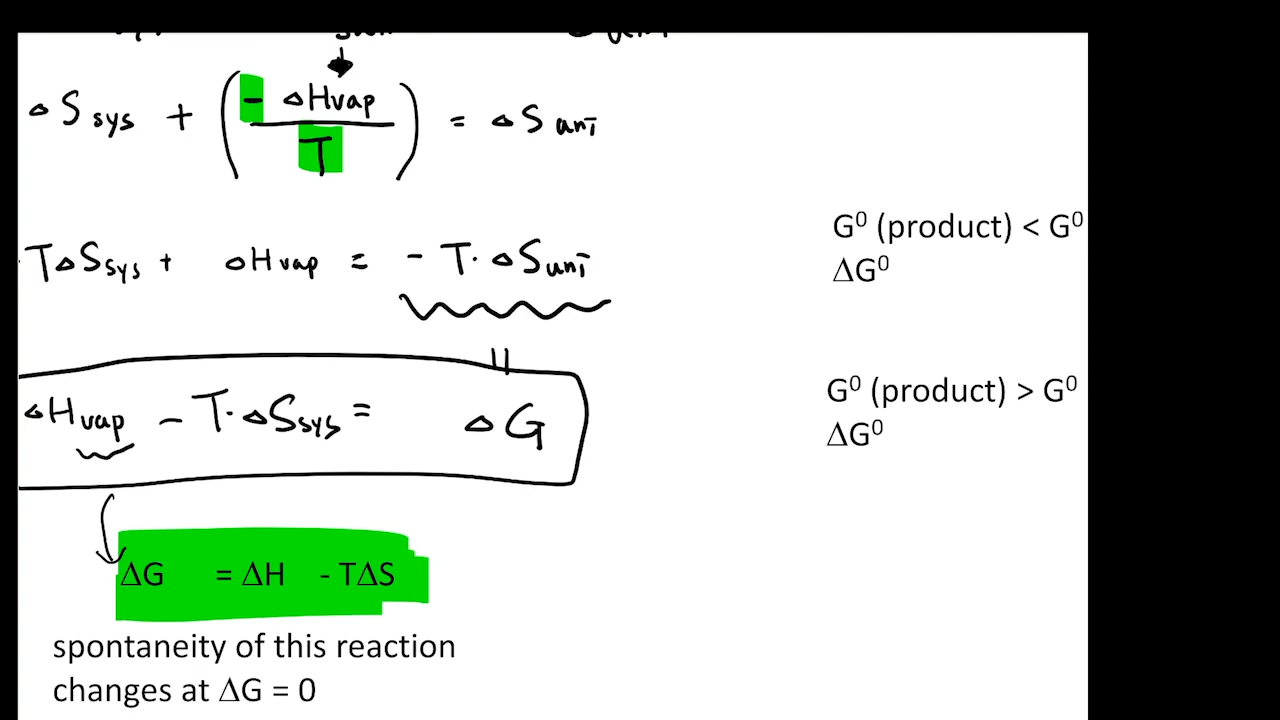 Δ S sys + ( - ΔHvap / T ) = ΔS uni
TΔSsys + ΔHvap = - T· ΔSuni
ΔHvap - T·ΔSsys = ΔG
ΔG = ΔH - TΔS
spontaneity of this reaction
changes at ΔG = 0
G⁰ (product) < G⁰
ΔG⁰
G⁰ (product) > G⁰
ΔG⁰